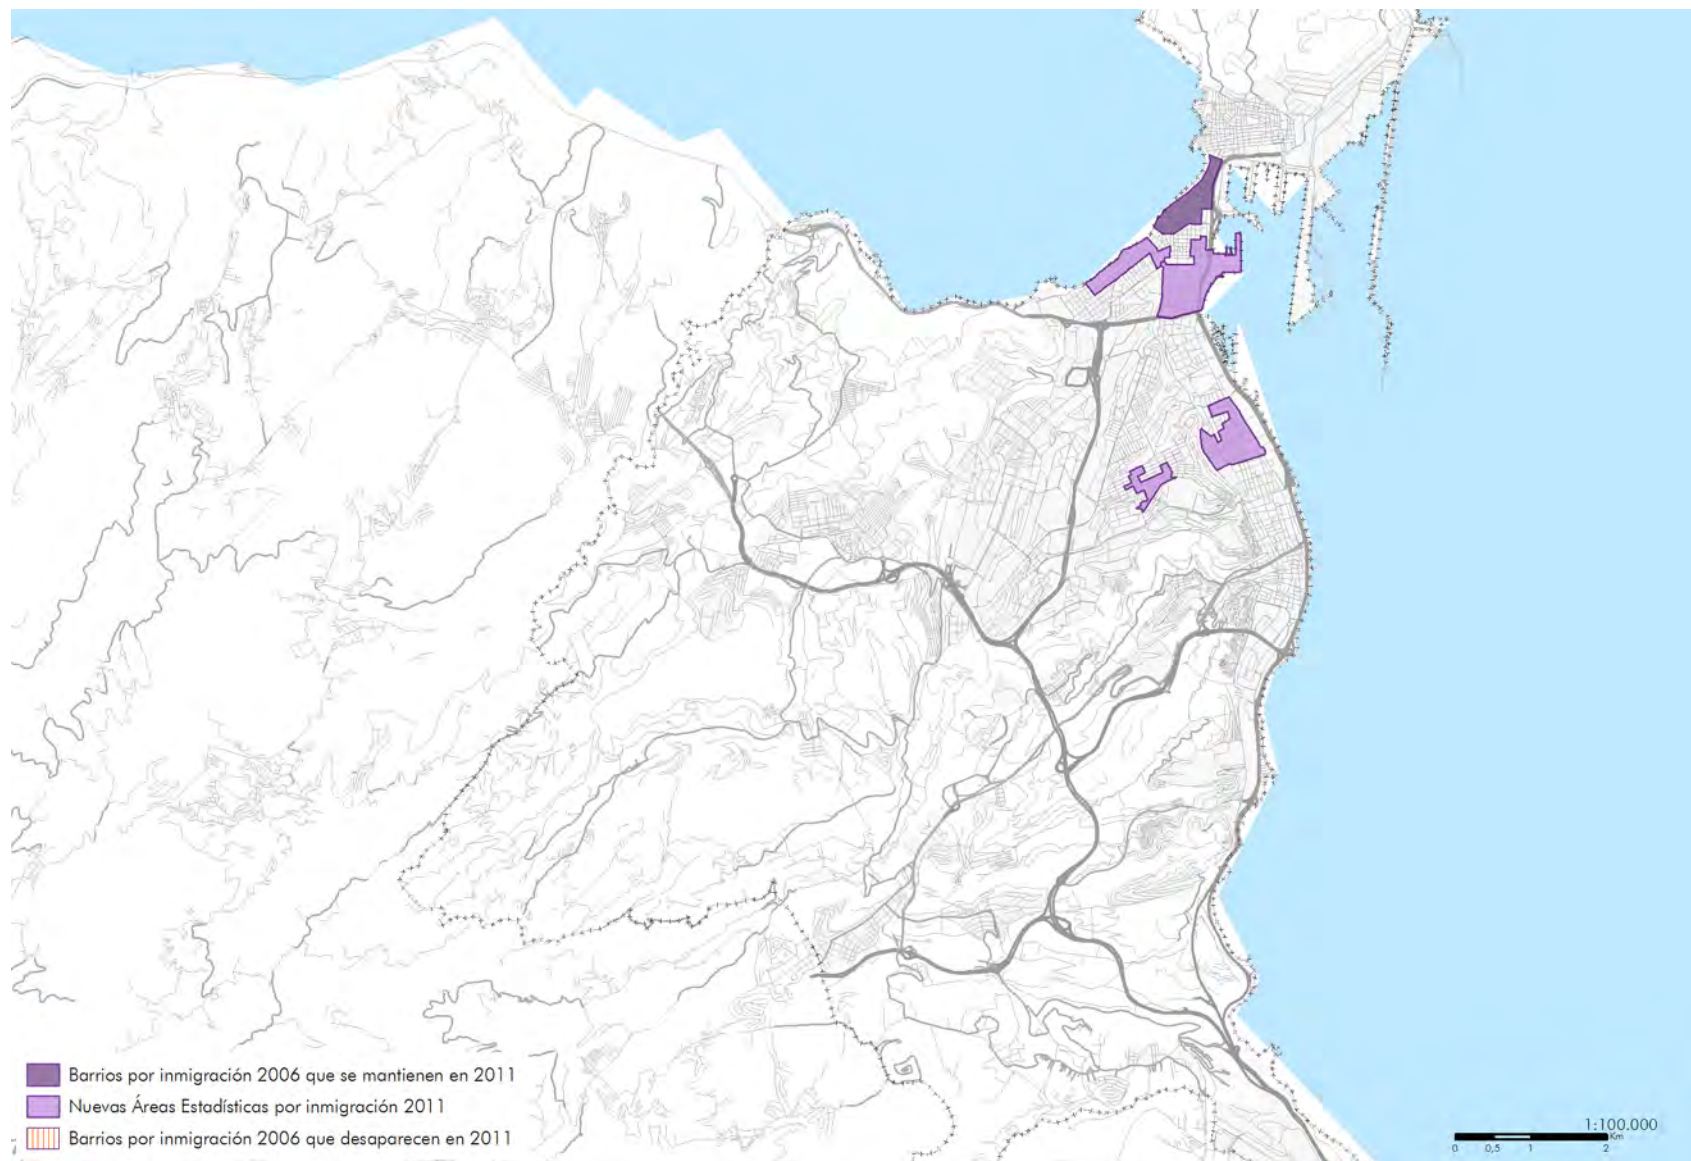 Barrios por inmigración 2006 que se mantienen en 2011
Nuevas Áreas Estadísticas por inmigración 2011
Barrios por inmigración 2006 que desaparecen en 2011
1:100.000
Km
0 0,5 1 2